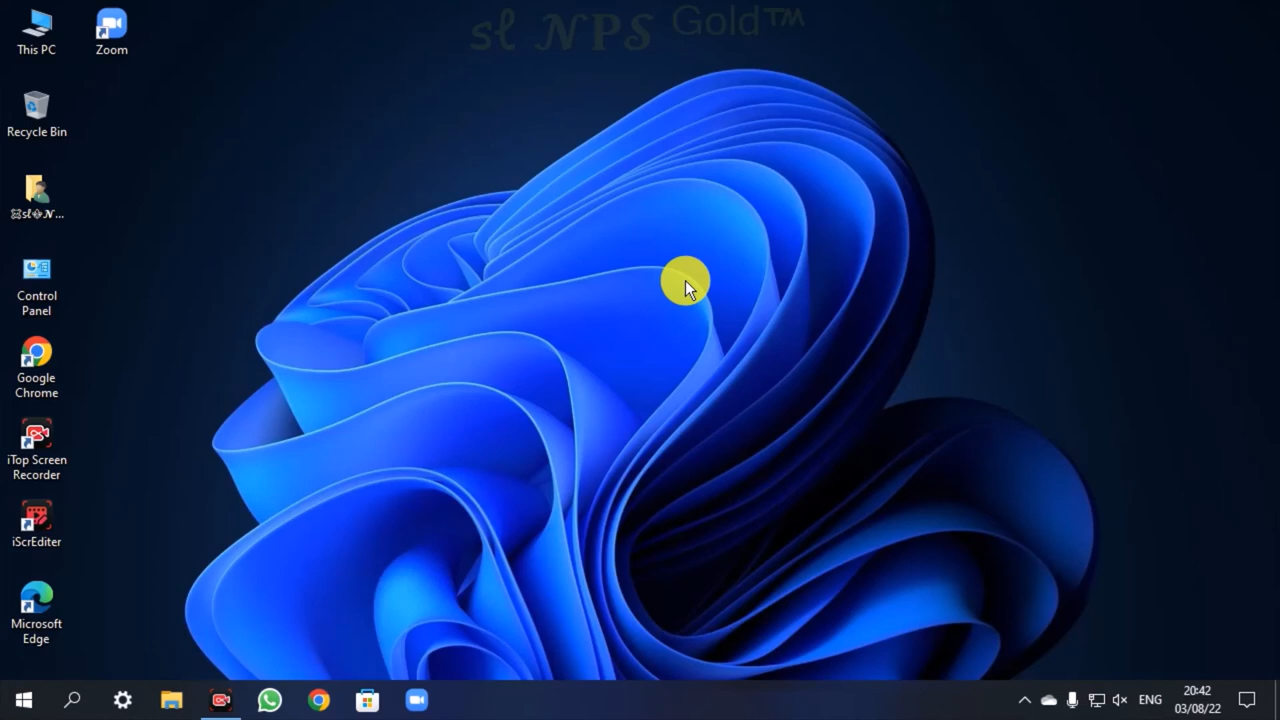 sℓ 𝓝𝐏𝑺 Gold™
This PC
Zoom
Recycle Bin
Control
Panel
Google
Chrome
iTop Screen
Recorder
iScrEditer
Microsoft
Edge
ENG
20:42
03/08/22